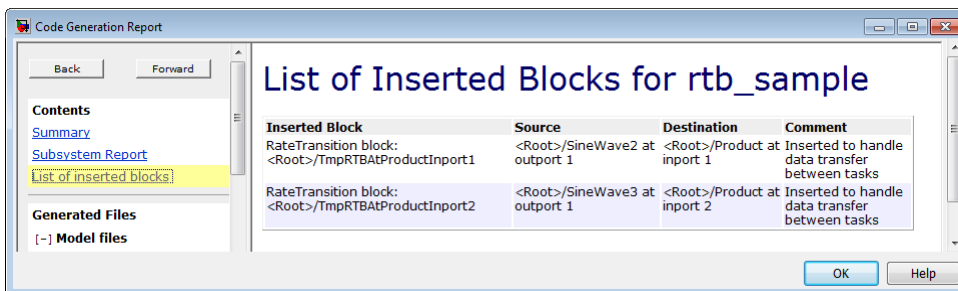 Code Generation Report
Back Forward
Contents
Summary
Subsystem Report
List of inserted blocks
Generated Files
[-] Model files
List of Inserted Blocks for rtb_sample
Inserted Block Source Destination Comment
RateTransition block: <Root>/SineWave2 at <Root>/Product at Inserted to handle
<Root>/TmpRTBAtProductInport1 outport 1 inport 1 data transfer
between tasks
RateTransition block: <Root>/SineWave3 at <Root>/Product at Inserted to handle
<Root>/TmpRTBAtProductInport2 outport 1 inport 2 data transfer
between tasks
OK Help